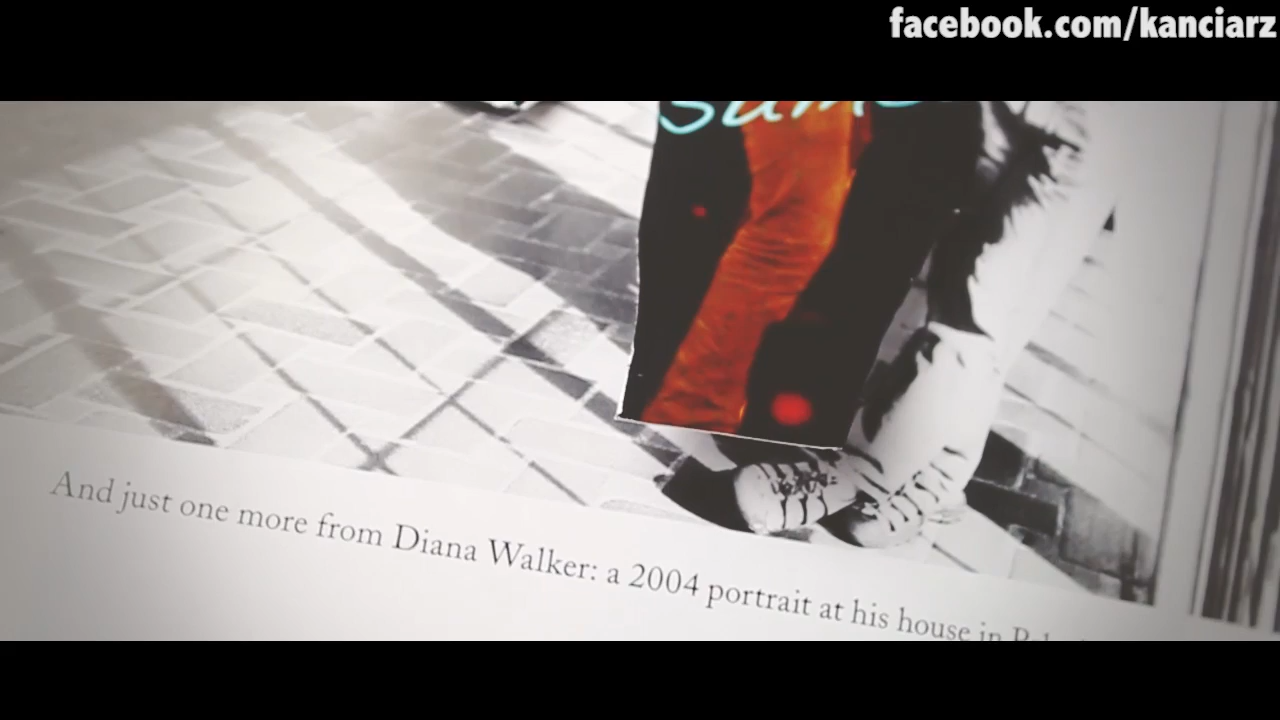 facebook.com/kanciarz
And just one more from Diana Walker: a 2004 portrait at his house in